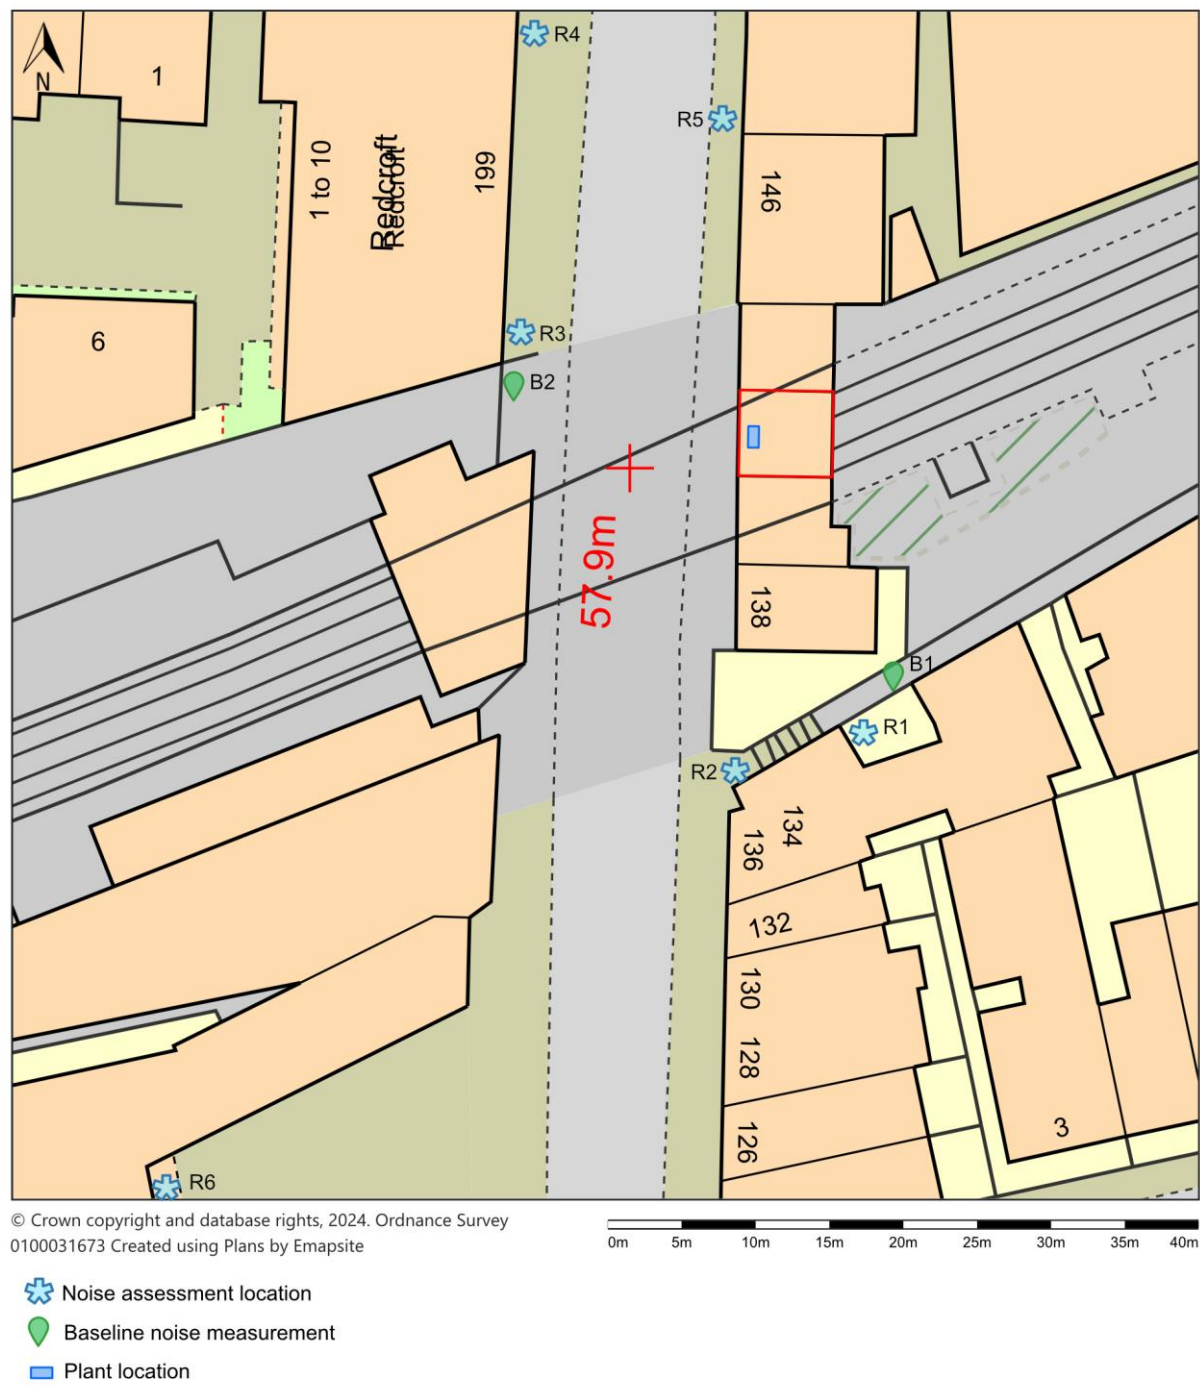 R4
N
1
R5
1 to 10
Redcroft
Redcroft
199
146
R3
6
B2
57.9m
138
B1
R1
R2
134
136
132
130
128
126
3
R6
© Crown copyright and database rights, 2024. Ordnance Survey
0100031673 Created using Plans by Emapsite
0m 5m 10m 15m 20m 25m 30m 35m 40m
Noise assessment location
Baseline noise measurement
Plant location